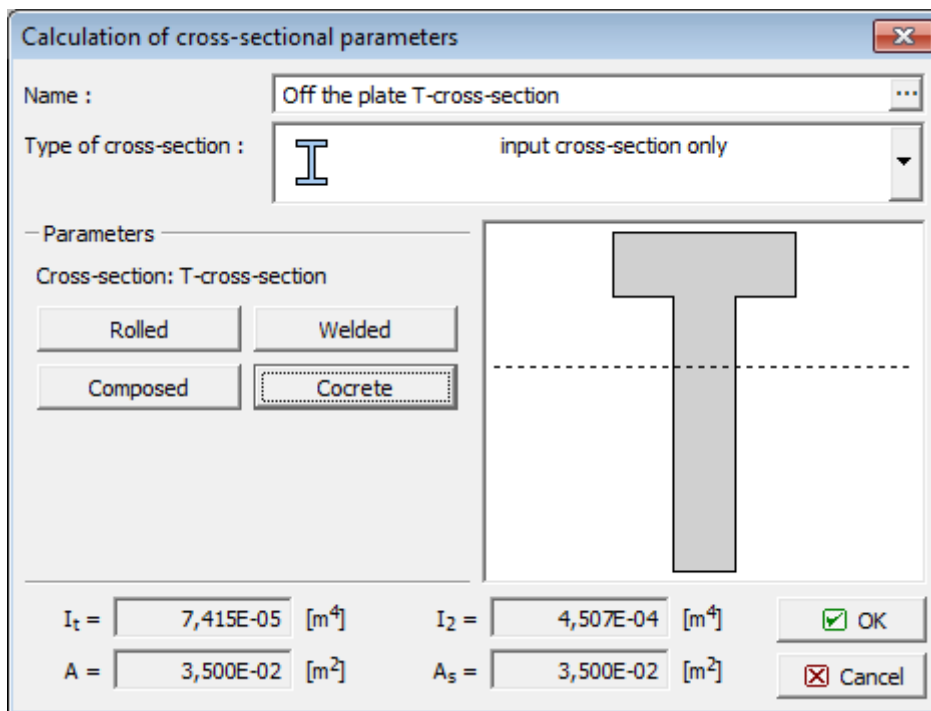 Calculation of cross-sectional parameters
Name : Off the plate T-cross-section ...
Type of cross-section : input cross-section only
Parameters
Cross-section: T-cross-section
Rolled Welded
Composed Cocrete
Iₜ = 7,415E-05 [m⁴] I₂ = 4,507E-04 [m⁴] OK
A = 3,500E-02 [m²] Aₛ = 3,500E-02 [m²] Cancel